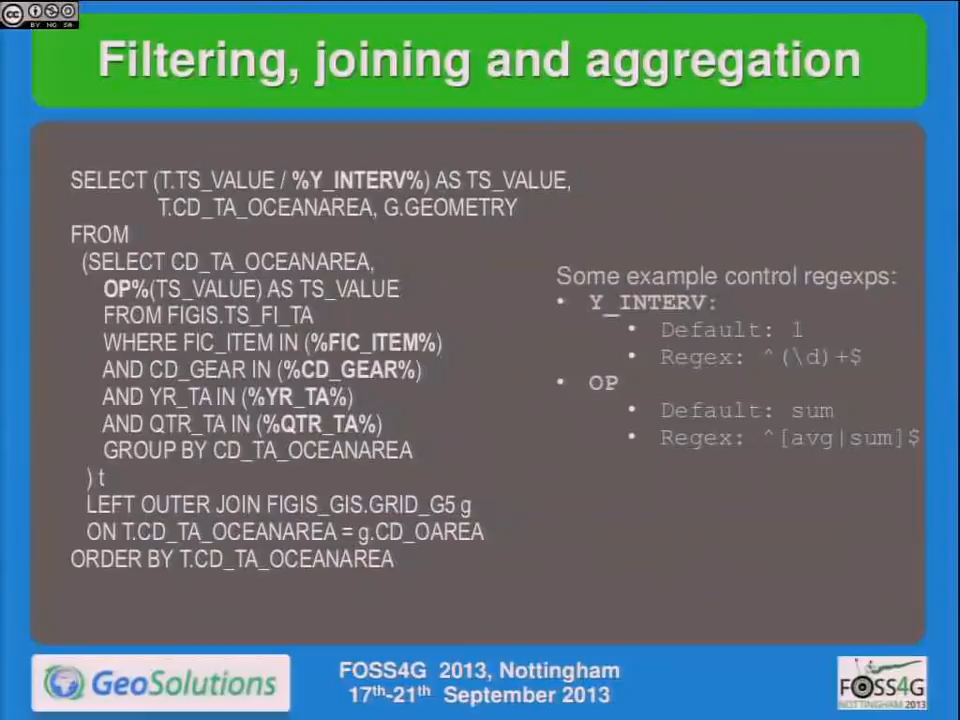 cc
BY NC SA
Filtering, joining and aggregation
SELECT (T.TS_VALUE / %Y_INTERV%) AS TS_VALUE,
T.CD_TA_OCEANAREA, G.GEOMETRY
FROM
(SELECT CD_TA_OCEANAREA,
OP%(TS_VALUE) AS TS_VALUE
FROM FIGIS.TS_FI_TA
WHERE FIC_ITEM IN (%FIC_ITEM%)
AND CD_GEAR IN (%CD_GEAR%)
AND YR_TA IN (%YR_TA%)
AND QTR_TA IN (%QTR_TA%)
GROUP BY CD_TA_OCEANAREA
) t
LEFT OUTER JOIN FIGIS_GIS.GRID_G5 g
ON T.CD_TA_OCEANAREA = g.CD_OAREA
ORDER BY T.CD_TA_OCEANAREA
Some example control regexps:
• Y_INTERV:
• Default: 1
• Regex: ^(\d)+$
• OP
• Default: sum
• Regex: ^[avg|sum]$
GeoSolutions
FOSS4G 2013, Nottingham
17th-21th September 2013
FOSS4G
NOTTINGHAM 2013